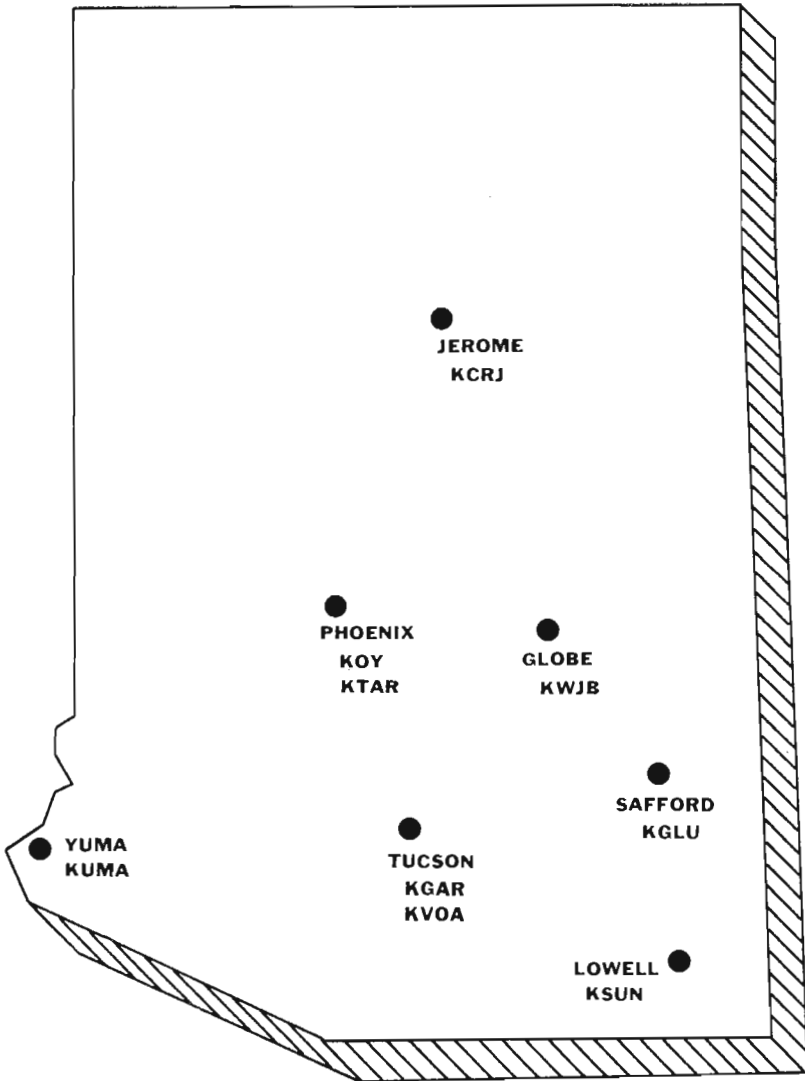 JEROME
KCRJ
PHOENIX
KOY
KTAR
GLOBE
KWJB
SAFFORD
KGLU
YUMA
KUMA
TUCSON
KGAR
KVOA
LOWELL
KSUN